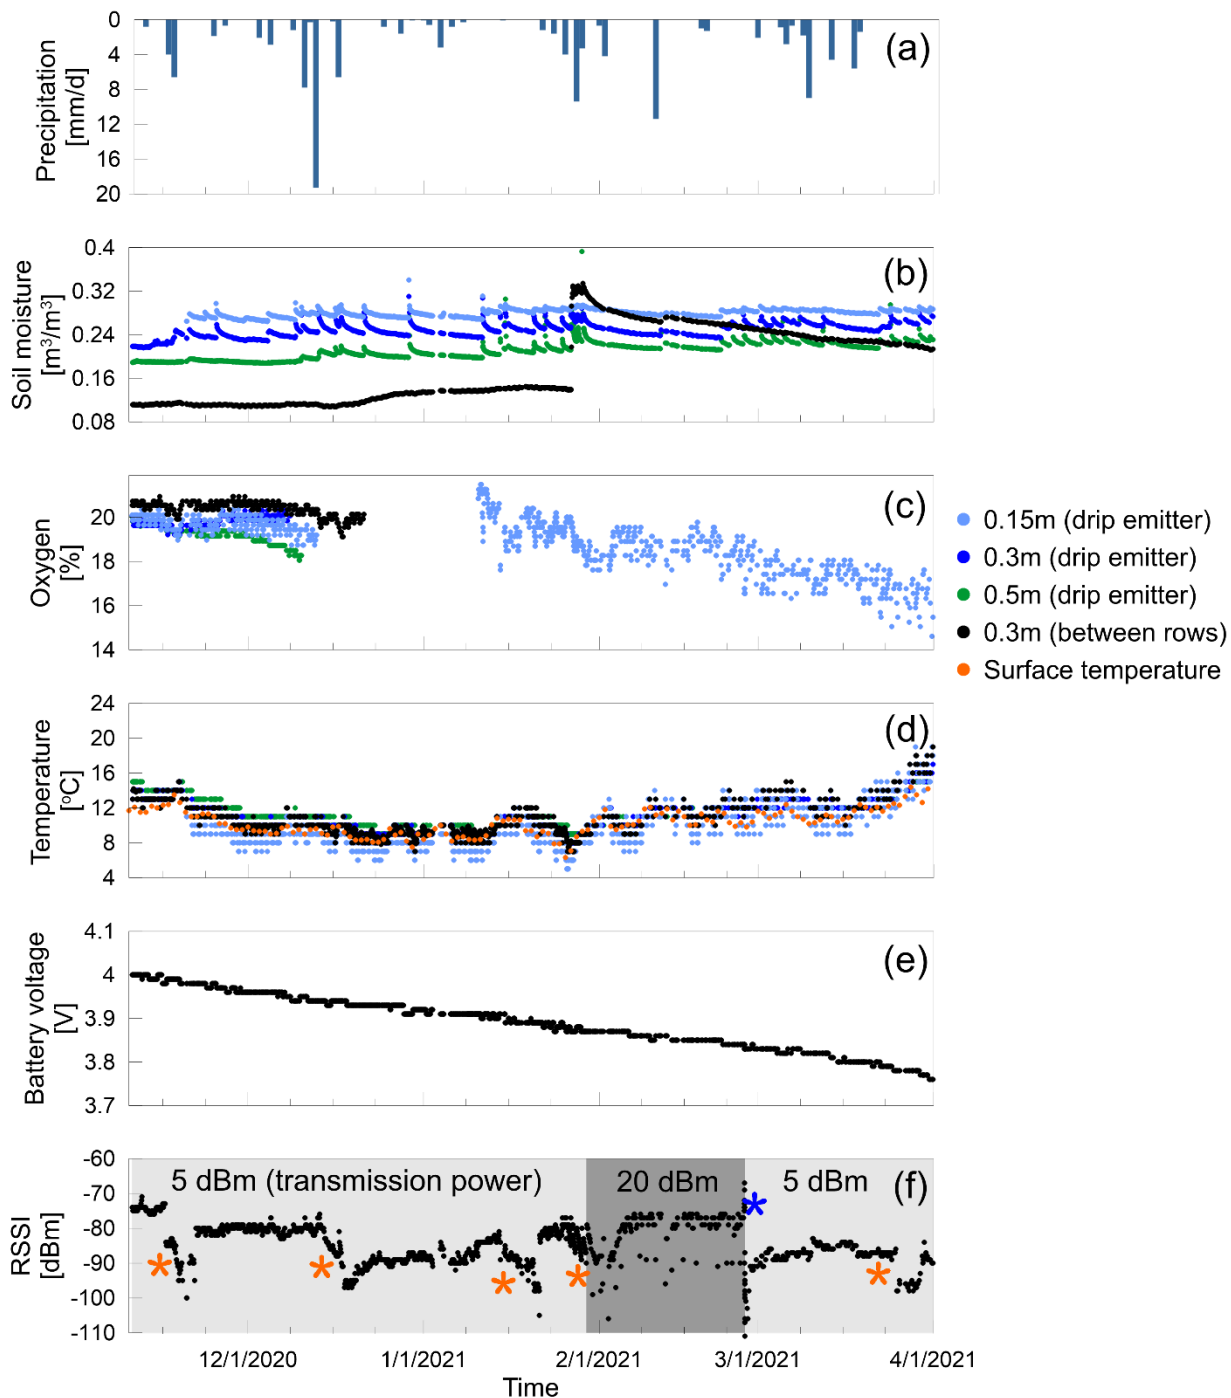 0
4
8
12
16
20
Precipitation
[mm/d]
(a)
0.4
0.32
0.24
0.16
0.08
Soil moisture
[m³/m³]
(b)
20
18
16
14
Oxygen
[%]
(c)
0.15m (drip emitter)
0.3m (drip emitter)
0.5m (drip emitter)
0.3m (between rows)
Surface temperature
24
20
16
12
8
4
Temperature
[°C]
(d)
4.1
4
3.9
3.8
3.7
Battery voltage
[V]
(e)
-60
-70
-80
-90
-100
-110
RSSI
[dBm]
5 dBm (transmission power)
20 dBm
5 dBm
(f)
12/1/2020
1/1/2021
2/1/2021
3/1/2021
4/1/2021
Time